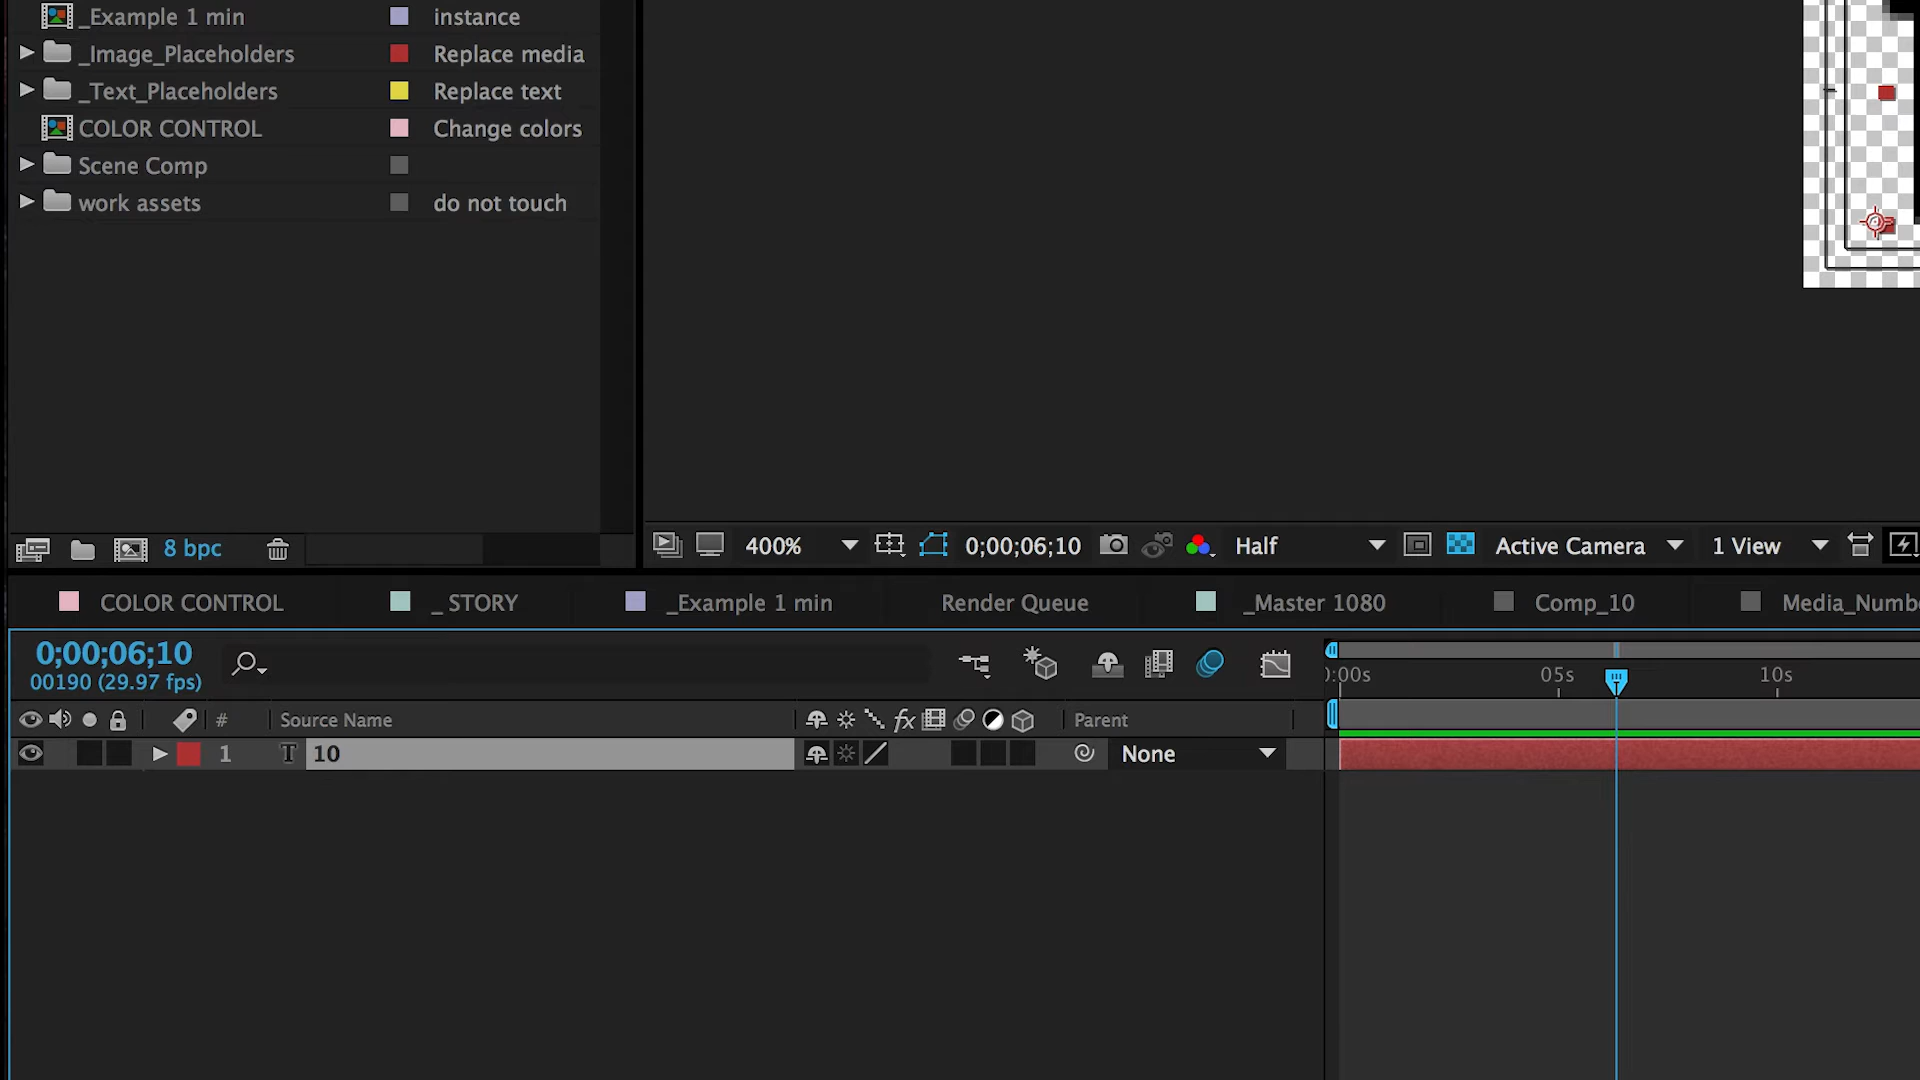 _Example 1 min instance
_Image_Placeholders Replace media
_Text_Placeholders Replace text
COLOR CONTROL Change colors
Scene Comp
work assets do not touch
8 bpc
400% 0;00;06;10 Half Active Camera 1 View
COLOR CONTROL _ STORY _Example 1 min Render Queue _Master 1080 Comp_10 Media_Numb
0;00;06;10
00190 (29.97 fps)
:00s 05s 10s
# Source Name fx Parent
1 T 10 None